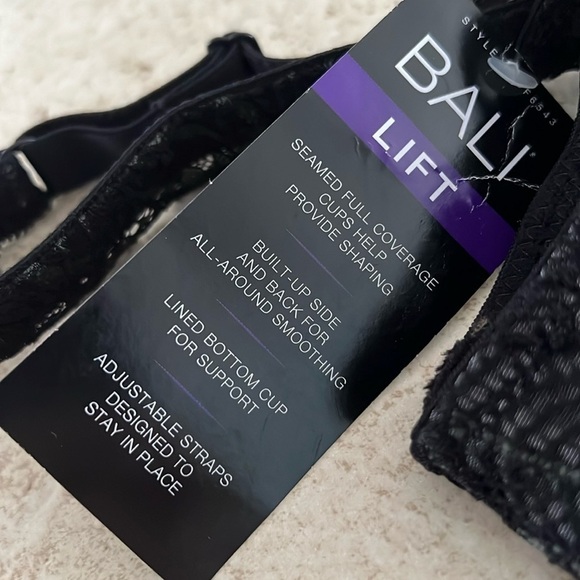 STYLE F6543
BALI
LIFT
SEAMED FULL COVERAGE
CUPS HELP
PROVIDE SHAPING
BUILT-UP SIDE
AND BACK FOR
ALL-AROUND SMOOTHING
LINED BOTTOM CUP
FOR SUPPORT
ADJUSTABLE STRAPS
DESIGNED TO
STAY IN PLACE